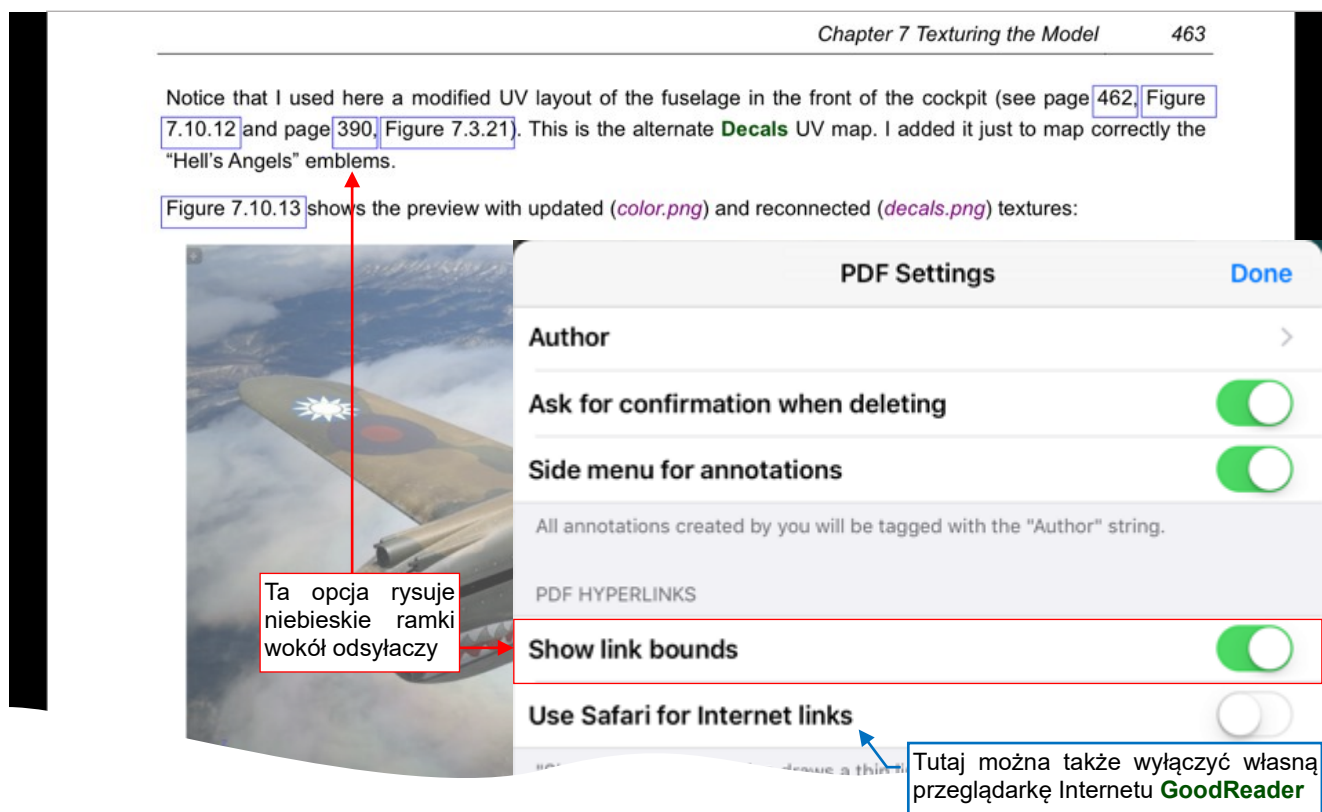 Chapter 7 Texturing the Model 463
Notice that I used here a modified UV layout of the fuselage in the front of the cockpit (see page 462, Figure
7.10.12 and page 390, Figure 7.3.21). This is the alternate Decals UV map. I added it just to map correctly the
“Hell’s Angels” emblems.
Figure 7.10.13 shows the preview with updated (color.png) and reconnected (decals.png) textures:
PDF Settings Done
Author
Ask for confirmation when deleting
Side menu for annotations
All annotations created by you will be tagged with the "Author" string.
Ta opcja rysuje
niebieskie ramki
wokół odsyłaczy
PDF HYPERLINKS
Show link bounds
Use Safari for Internet links
draws a thin
Tutaj można także wyłączyć własną
przeglądarkę Internetu GoodReader